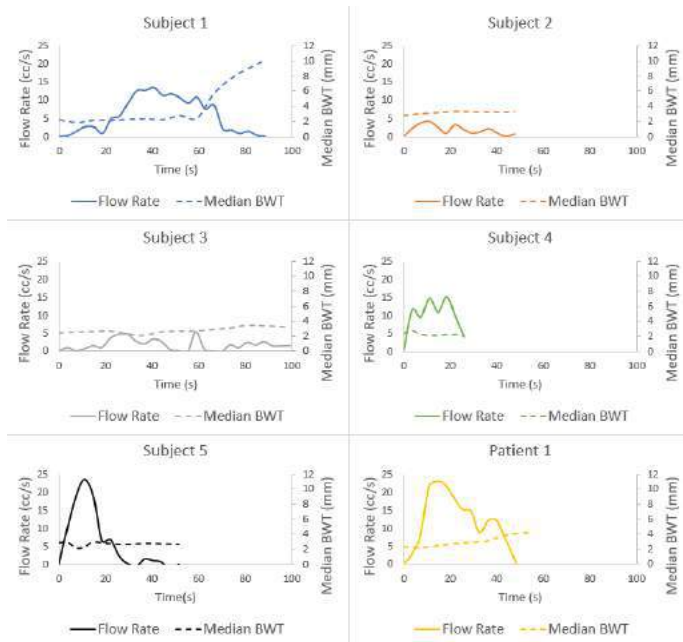 Subject 1
Flow Rate (cc/s)
25
20
15
10
5
0
0 20 40 60 80 100
Time (s)
12
10
8
6
4
2
0
Median BWT (mm)
Flow Rate Median BWT
Subject 2
Flow Rate (cc/s)
25
20
15
10
5
0
0 20 40 60 80 100
Time (s)
12
10
8
6
4
2
0
Median BWT (mm)
Flow Rate Median BWT
Subject 3
Flow Rate (cc/s)
25
20
15
10
5
0
0 20 40 60 80 100
Time (s)
12
10
8
6
4
2
0
Median BWT (mm)
Flow Rate Median BWT
Subject 4
Flow Rate (cc/s)
25
20
15
10
5
0
0 20 40 60 80 100
Time (s)
12
10
8
6
4
2
0
Median BWT (mm)
Flow Rate Median BWT
Subject 5
Flow Rate (cc/s)
25
20
15
10
5
0
0 20 40 60 80 100
Time(s)
12
10
8
6
4
2
0
Median BWT (mm)
Flow Rate Median BWT
Patient 1
Flow Rate (cc/s)
25
20
15
10
5
0
0 20 40 60 80 100
Time (s)
12
10
8
6
4
2
0
Median BWT (mm)
Flow Rate Median BWT